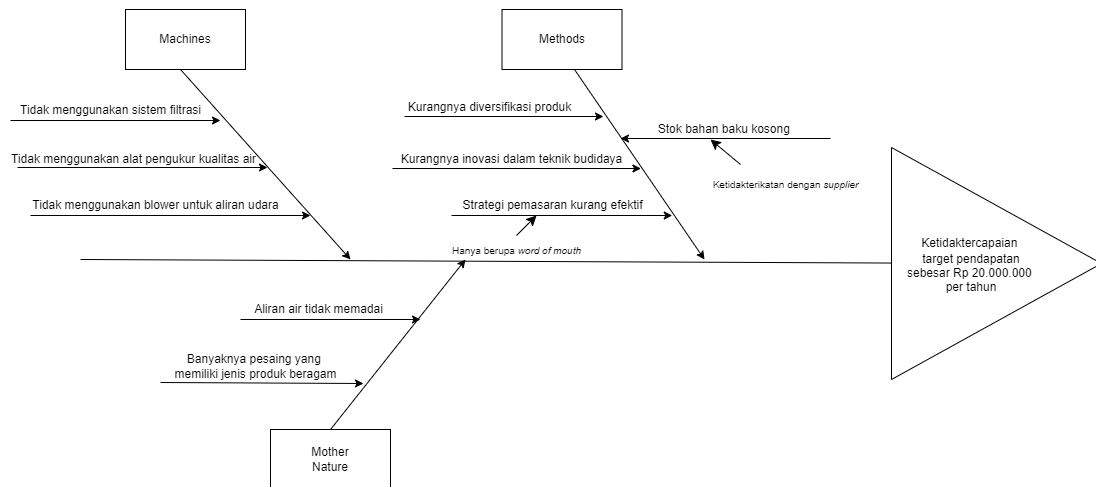 Machines
Methods
Tidak menggunakan sistim filtrasi
Kurangnya diversifikasi produk
Stok bahan baku kosong
Tidak menggunakan alat pengukur kualitas air
Kurangnya inovasi dalam teknik budidaya
Ketidakterikatan dengan supplier
Tidak menggunakan blower untuk aliran udara
Strategi pemasaran kurang efektif
Hanya berupa word of mouth
Ketidaktercapaian
target pendapatan
sebesar Rp 20.000.000
per tahun
Aliran air tidak memadai
Banyaknya pesaing yang
memiliki jenis produk beragam
Mother
Nature